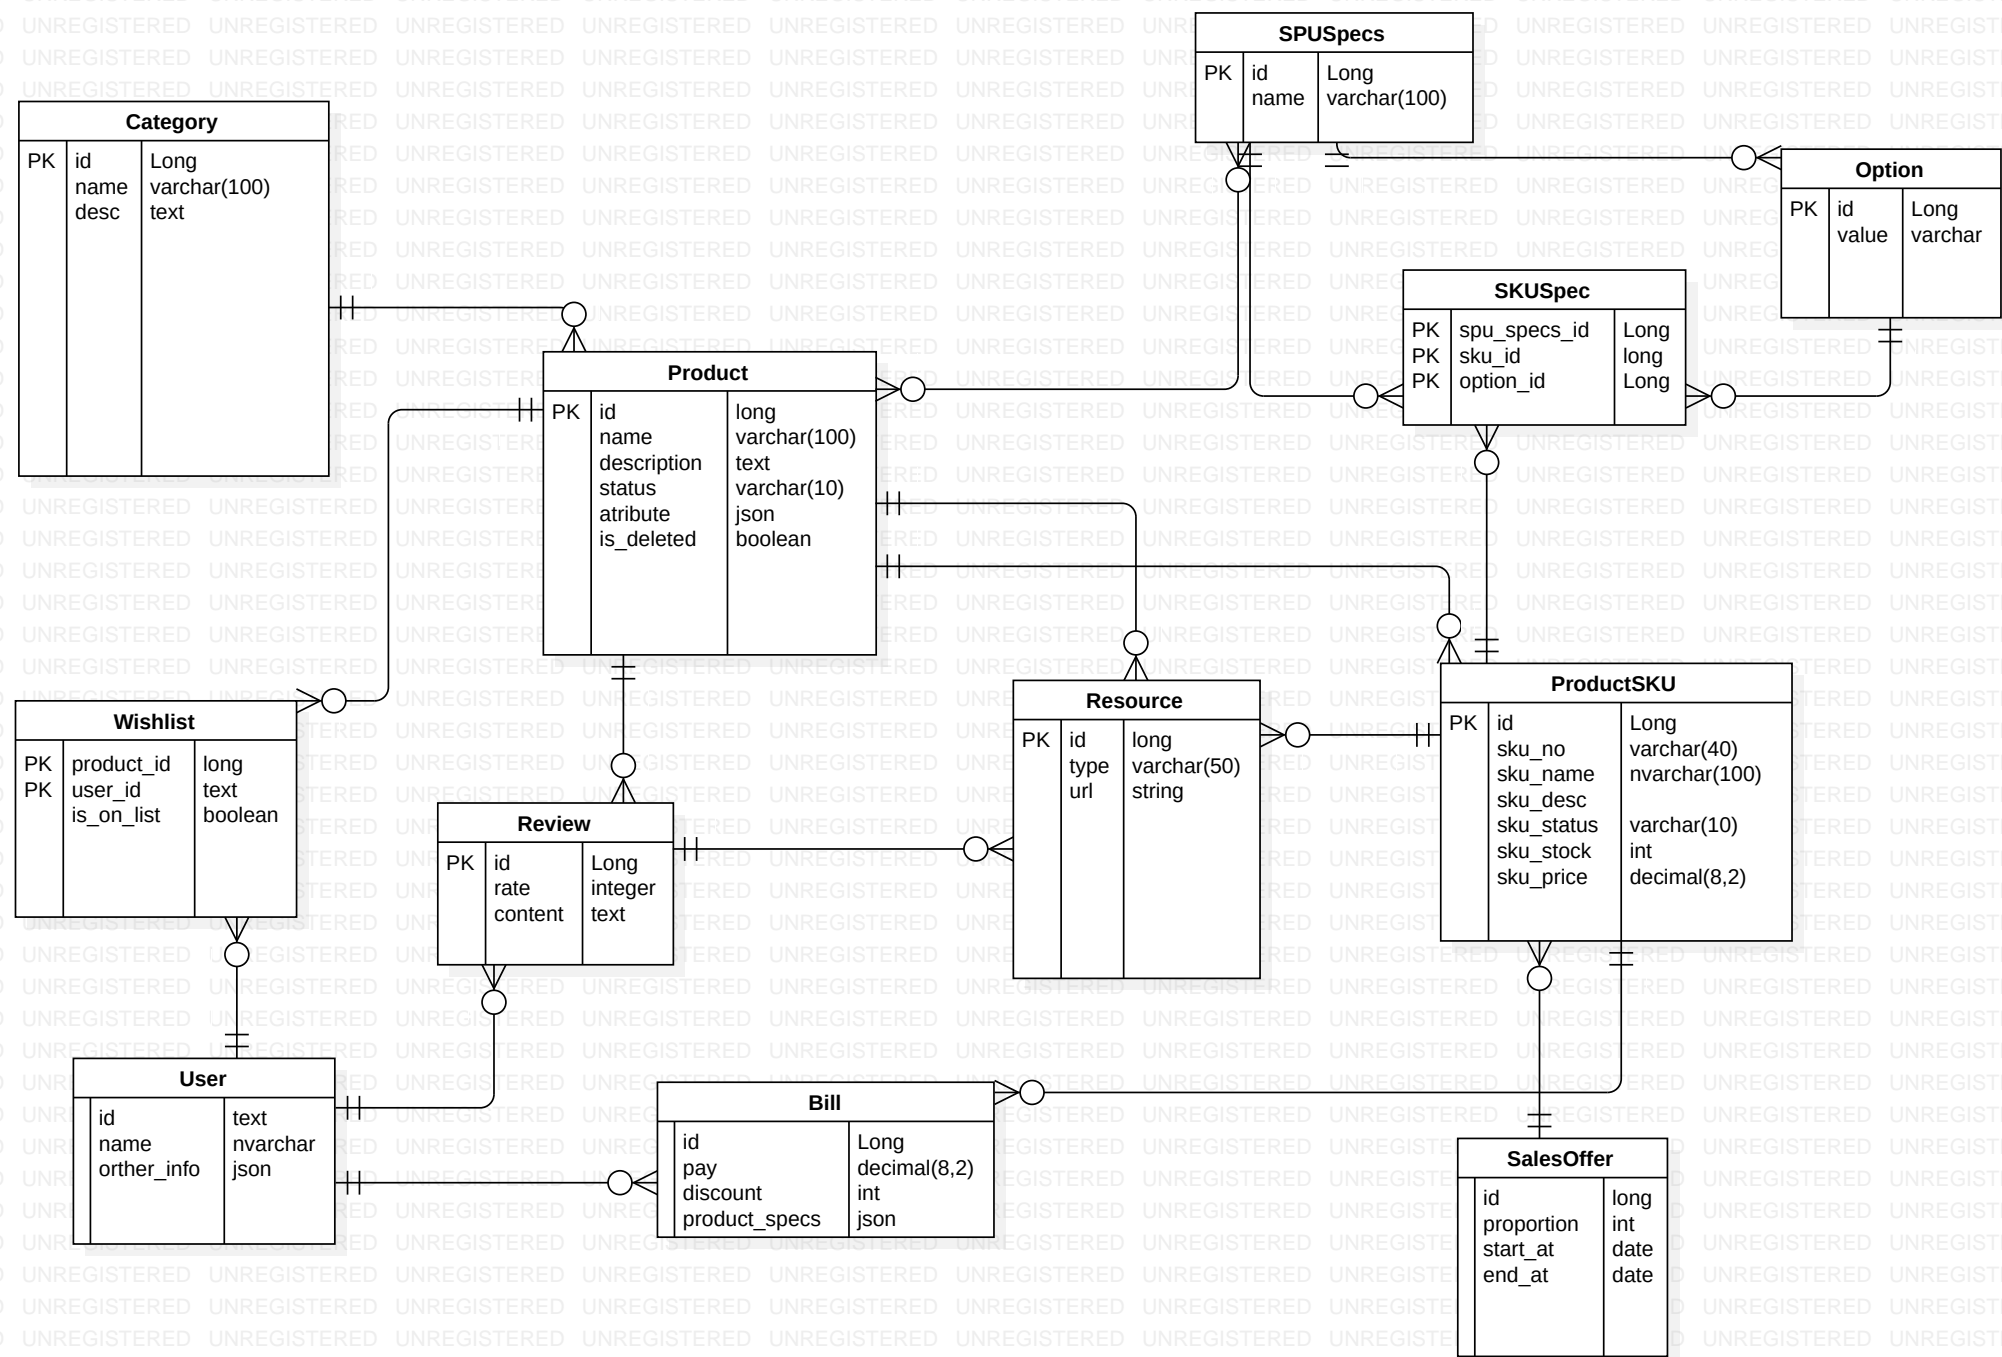 SPUSpecs
PK id Long
name varchar(100)
Category
PK id Long
name varchar(100)
desc text
Option
PK id Long
value varchar
SKUSpec
PK spu_specs_id Long
PK sku_id long
PK option_id Long
Product
PK id long
name varchar(100)
description text
status varchar(10)
atribute json
is_deleted boolean
Wishlist
PK product_id long
PK user_id text
is_on_list boolean
Resource
PK id long
type varchar(50)
url string
ProductSKU
PK id Long
sku_no varchar(40)
sku_name nvarchar(100)
sku_desc
sku_status varchar(10)
sku_stock int
sku_price decimal(8,2)
Review
PK id Long
rate integer
content text
User
id text
name nvarchar
orther_info json
Bill
id Long
pay decimal(8,2)
discount int
product_specs json
SalesOffer
id long
proportion int
start_at date
end_at date
UNREGISTERED